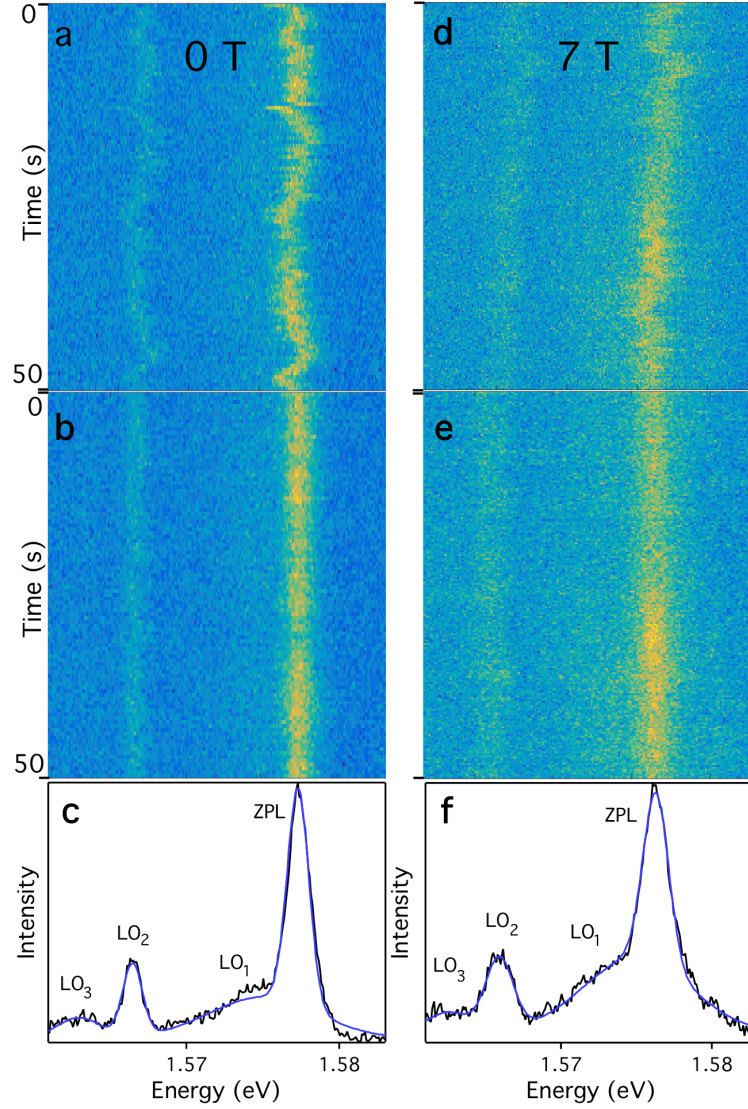 a
0 T
0
Time (s)
50
d
7 T
b
0
Time (s)
50
e
c
ZPL
LO2
LO1
LO3
Intensity
1.57
1.58
Energy (eV)
f
ZPL
LO2
LO1
LO3
Intensity
1.57
1.58
Energy (eV)